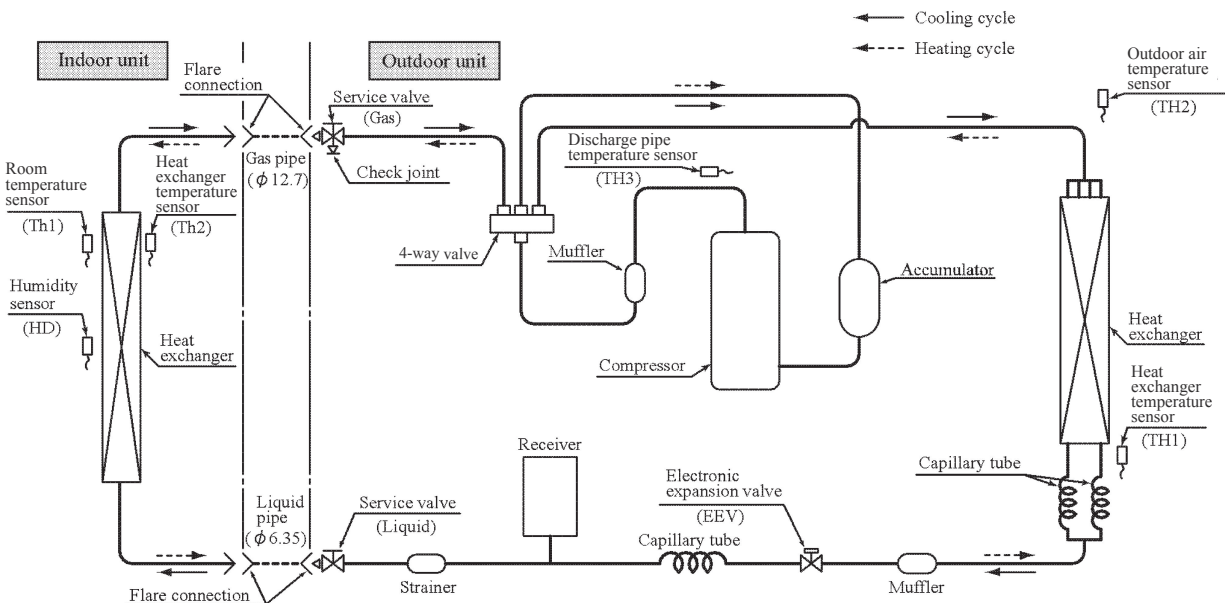 Cooling cycle
Heating cycle
Indoor unit
Outdoor unit
Flare
connection
Service valve
(Gas)
Outdoor air
temperature
sensor
(TH2)
Discharge pipe
temperature sensor
(TH3)
Room
temperature
sensor
(Th1)
Heat
exchanger
temperature
sensor
(Th2)
Gas pipe
(ϕ 12.7)
Check joint
4-way valve
Muffler
Accumulator
Humidity
sensor
(HD)
Heat
exchanger
Compressor
Heat
exchanger
Heat
exchanger
temperature
sensor
(TH1)
Receiver
Capillary tube
Electronic
expansion valve
(EEV)
Liquid
pipe
(ϕ 6.35)
Service valve
(Liquid)
Capillary tube
Strainer
Muffler
Flare connection